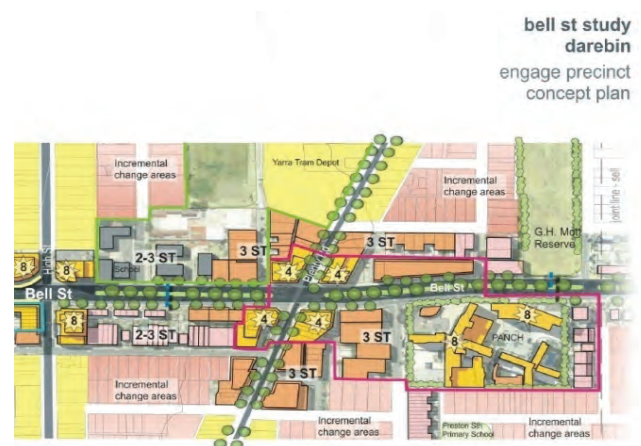 bell st study
darebin
engage precinct
concept plan
Incremental
change areas
Yarra Tram Depot
Incremental
change areas
G.H. Mott
Reserve
High St
8
8
School
2-3 ST
3 ST
4
4
3 ST
Bell St
Bell St
8
2-3 ST
4
4
3 ST
8
8
PANCH
3 ST
Incremental
change areas
Incremental
change areas
Preston Sth
Primary School
Incremental
change areas